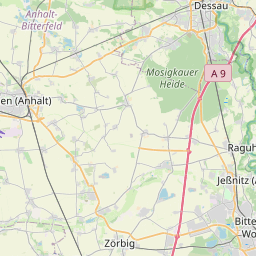 Dessau
Anhalt-
Bitterfeld
Mosigkauer
Heide
A 9
en (Anhalt)
Raguh
Jeßnitz (A
Bitte
Wo
Zörbig